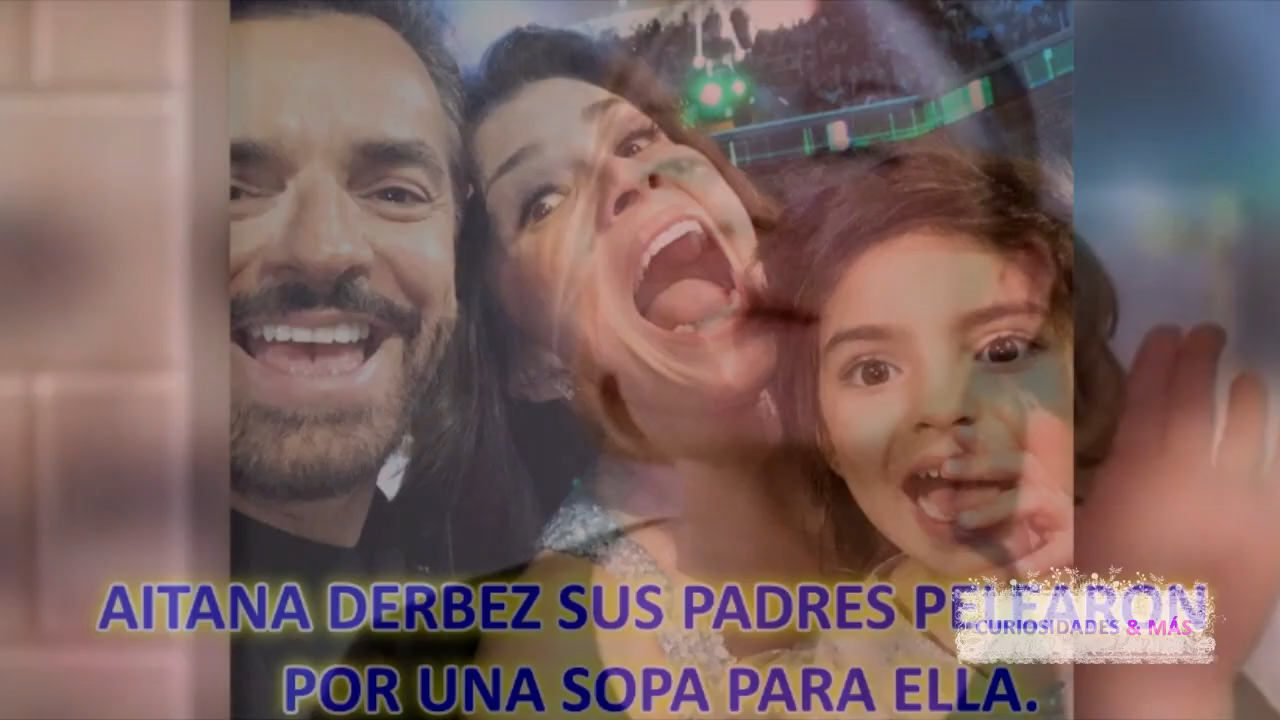 AITANA DERBEZ SUS PADRES PELEARON
CURIOSIDADES & MÁS
POR UNA SOPA PARA ELLA.